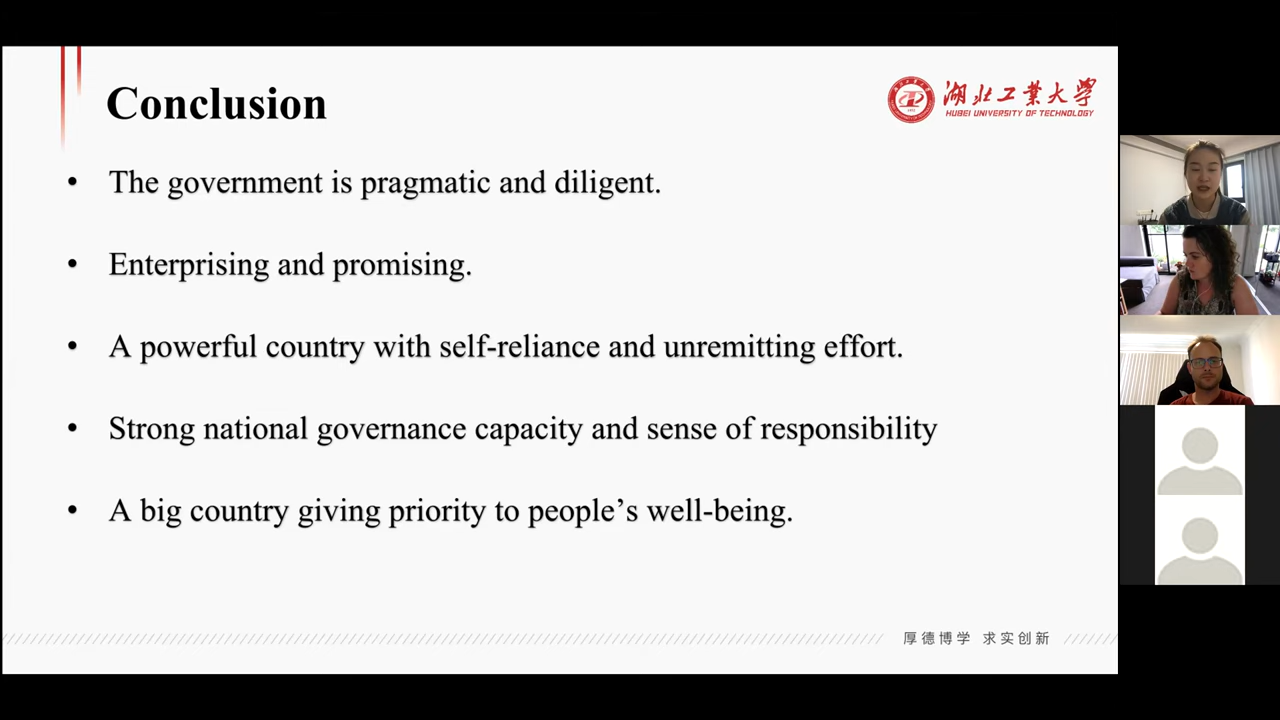 Conclusion
湖北工業大學
HUBEI UNIVERSITY OF TECHNOLOGY
• The government is pragmatic and diligent.
• Enterprising and promising.
• A powerful country with self-reliance and unremitting effort.
• Strong national governance capacity and sense of responsibility
• A big country giving priority to people’s well-being.
厚德博学 求实创新